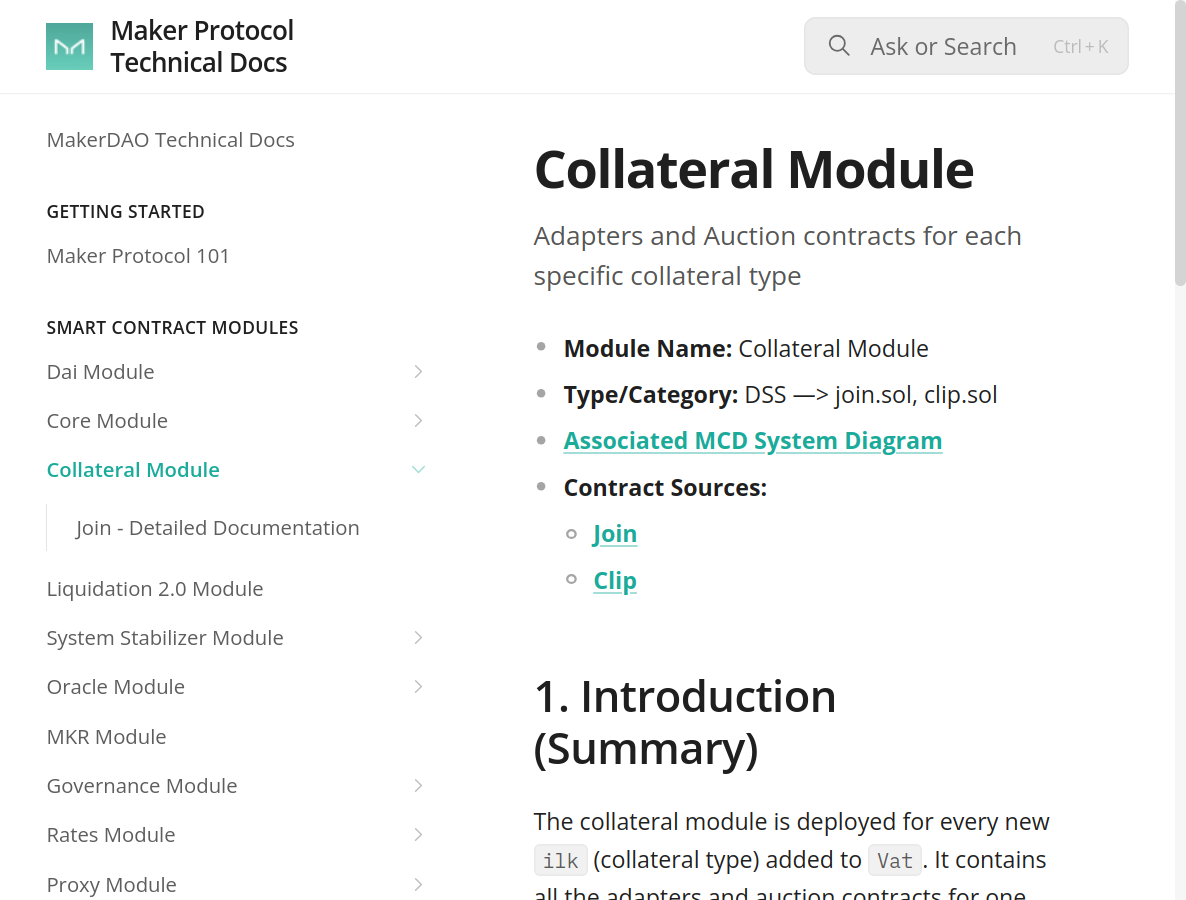 Maker Protocol
Technical Docs
Ask or Search
Ctrl + K
MakerDAO Technical Docs
GETTING STARTED
Maker Protocol 101
SMART CONTRACT MODULES
Dai Module
Core Module
Collateral Module
Join - Detailed Documentation
Liquidation 2.0 Module
System Stabilizer Module
Oracle Module
MKR Module
Governance Module
Rates Module
Proxy Module
Collateral Module
Adapters and Auction contracts for each
specific collateral type
Module Name: Collateral Module
Type/Category: DSS —> join.sol, clip.sol
Associated MCD System Diagram
Contract Sources:
Join
Clip
1. Introduction
(Summary)
The collateral module is deployed for every new
ilk (collateral type) added to Vat. It contains
all the adapters and auction contracts for one